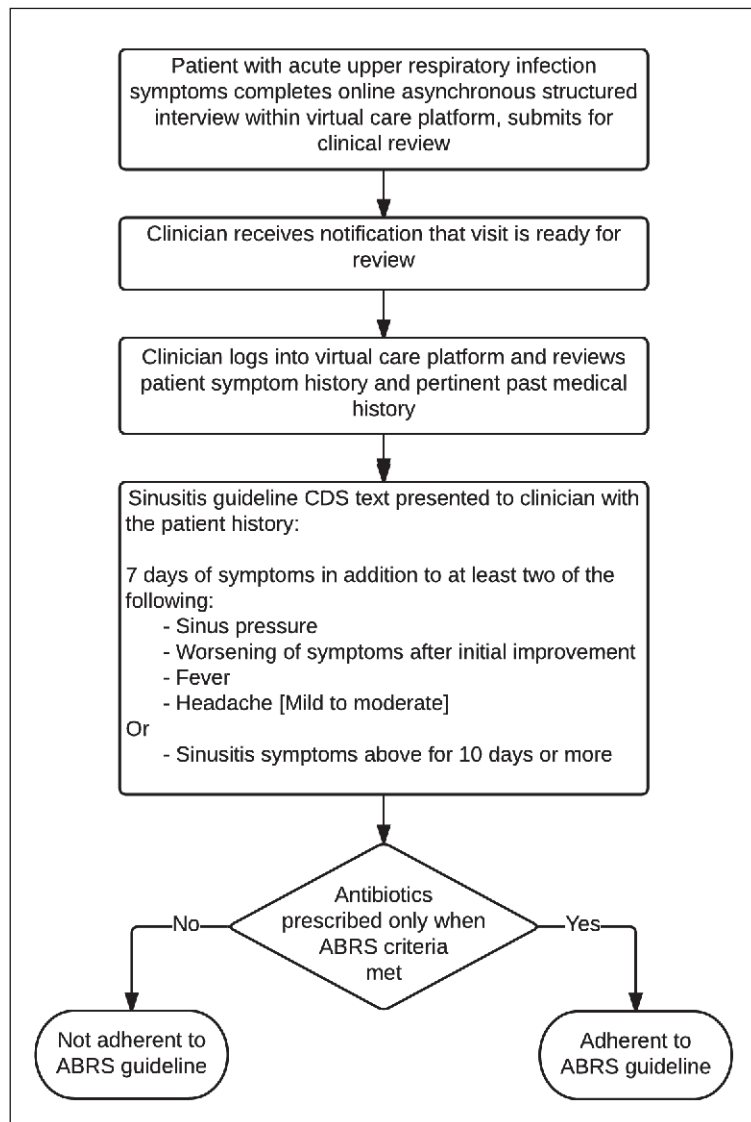 Patient with acute upper respiratory infection
symptoms completes online asynchronous structured
interview within virtual care platform, submits for
clinical review
Clinician receives notification that visit is ready for
review
Clinician logs into virtual care platform and reviews
patient symptom history and pertinent past medical
history
Sinusitis guideline CDS text presented to clinician with
the patient history:
7 days of symptoms in addition to at least two of the
following:
- Sinus pressure
- Worsening of symptoms after initial improvement
- Fever
- Headache [Mild to moderate]
Or
- Sinusitis symptoms above for 10 days or more
Antibiotics
prescribed only when
ABRS criteria
met
No
Yes
Not adherent to
ABRS guideline
Adherent to
ABRS guideline